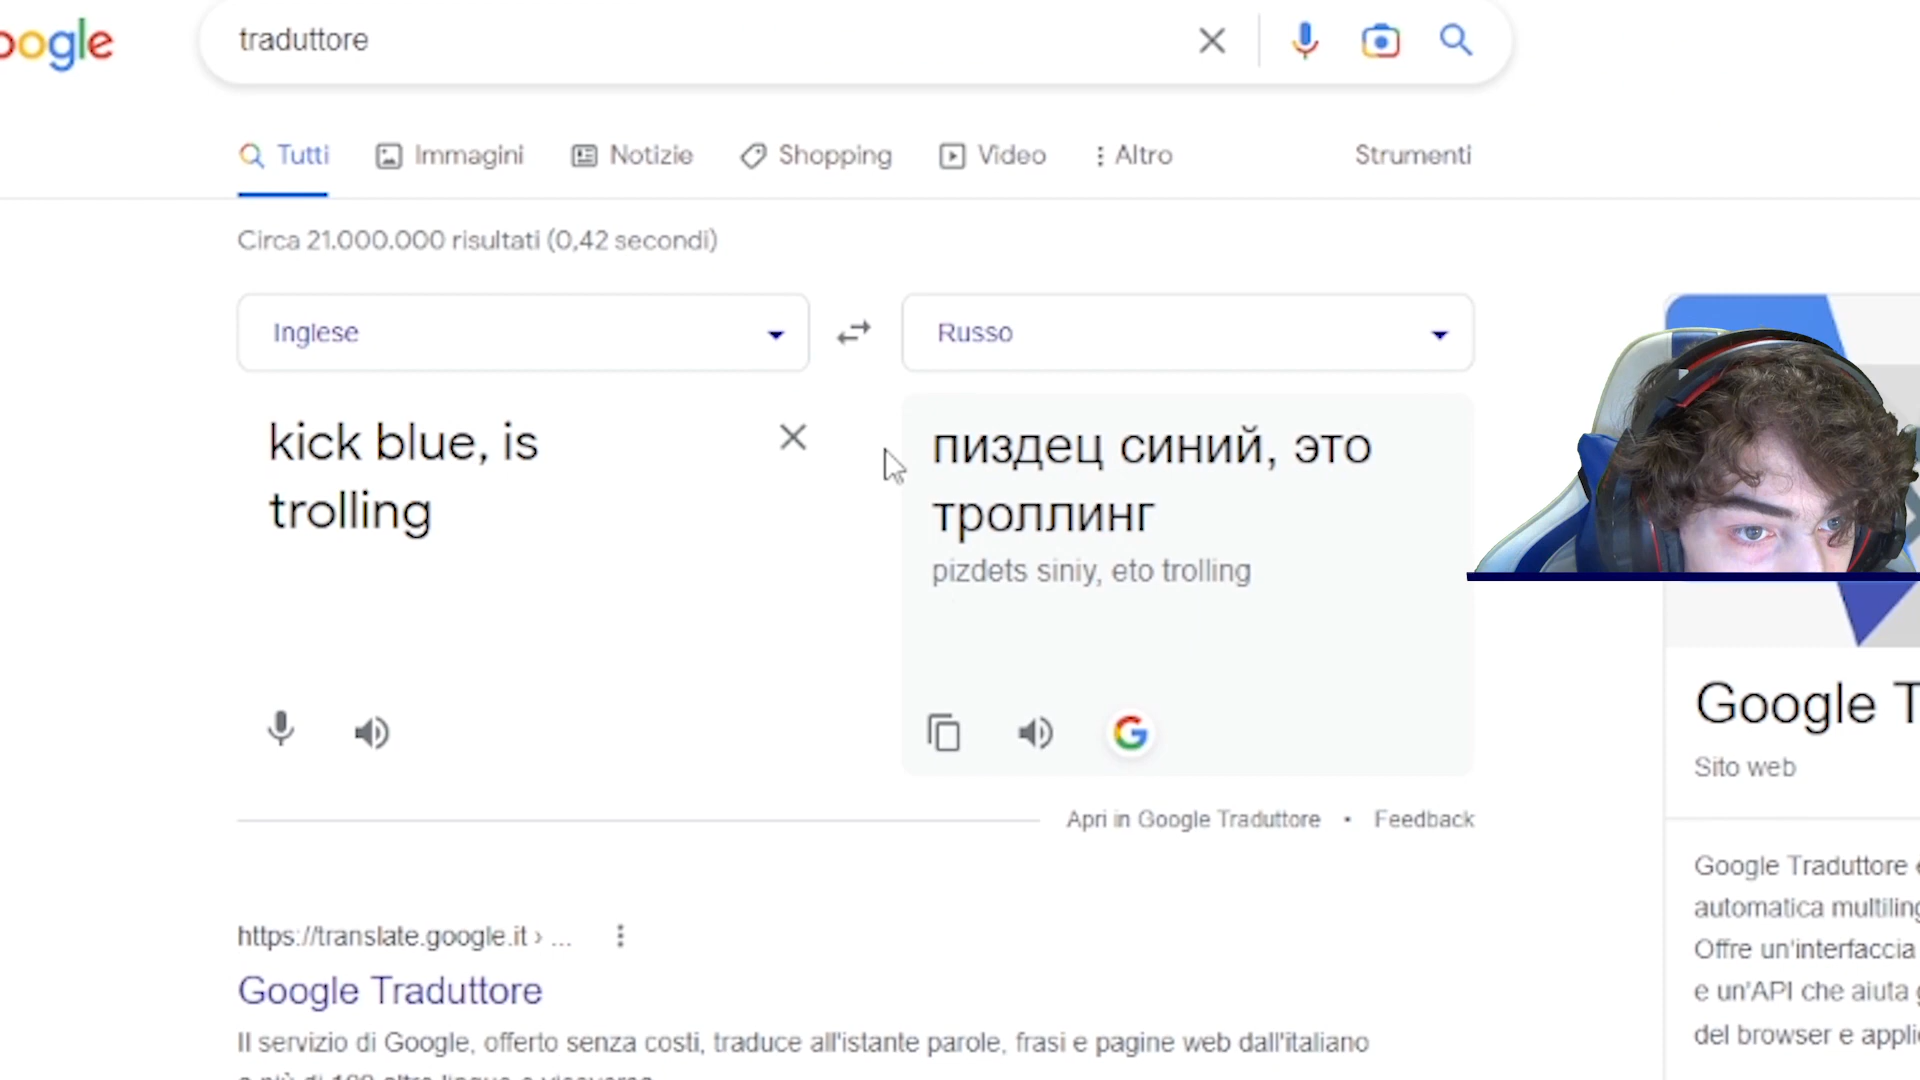 oogle
traduttore
Tutti
Immagini
Notizie
Shopping
Video
Altro
Strumenti
Circa 21.000.000 risultati (0,42 secondi)
Inglese
Russo
kick blue, is
trolling
пиздец синий, это
троллинг
pizdets siniy, eto trolling
Apri in Google Traduttore • Feedback
https://translate.google.it › ...
Google Traduttore
Il servizio di Google, offerto senza costi, traduce all'istante parole, frasi e pagine web dall'italiano
Google T
Sito web
Google Traduttore
automatica multiling
Offre un'interfaccia
e un'API che aiuta
del browser e applic